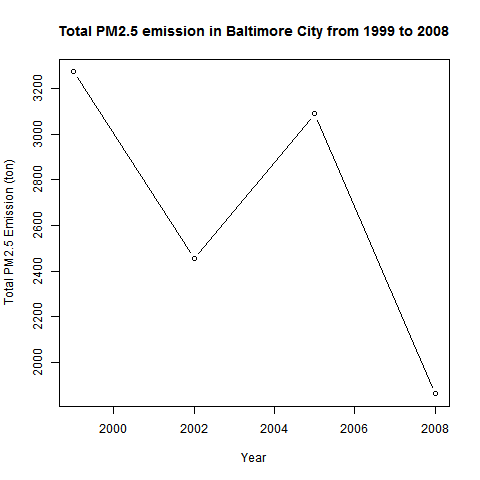 Total PM2.5 emission in Baltimore City from 1999 to 2008
Total PM2.5 Emission (ton)
3200
3000
2800
2600
2400
2200
2000
2000 2002 2004 2006 2008
Year